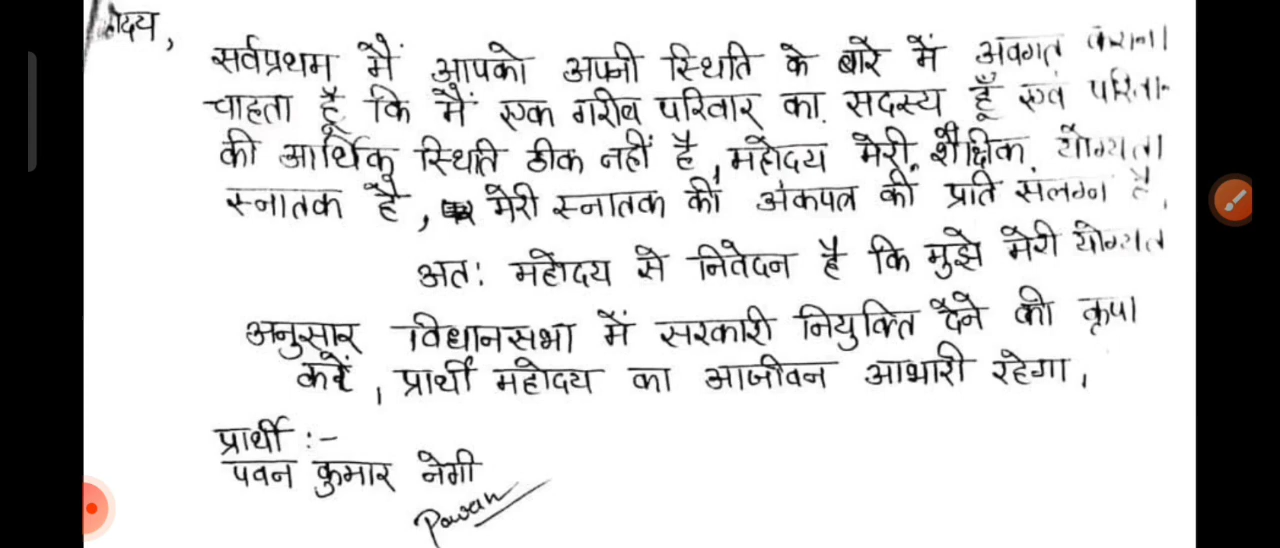 महोदय,
सर्वप्रथम मैं आपको अपनी स्थिति के बारे में अवगत कराना
चाहता हूँ कि मैं एक गरीब परिवार का सदस्य हूँ एवं परिवार
की आर्थिक स्थिति ठीक नहीं है, महोदय मेरी शैक्षिक योग्यता
स्नातक है, मेरी स्नातक की अंकपत्र की प्रति संलग्न है,
अतः महोदय से निवेदन है कि मुझे मेरी योग्यता
अनुसार विधानसभा में सरकारी नियुक्ति देने की कृपा
करें, प्रार्थी महोदय का आजीवन आभारी रहेगा,
प्रार्थी :-
पवन कुमार नेगी
Pawan